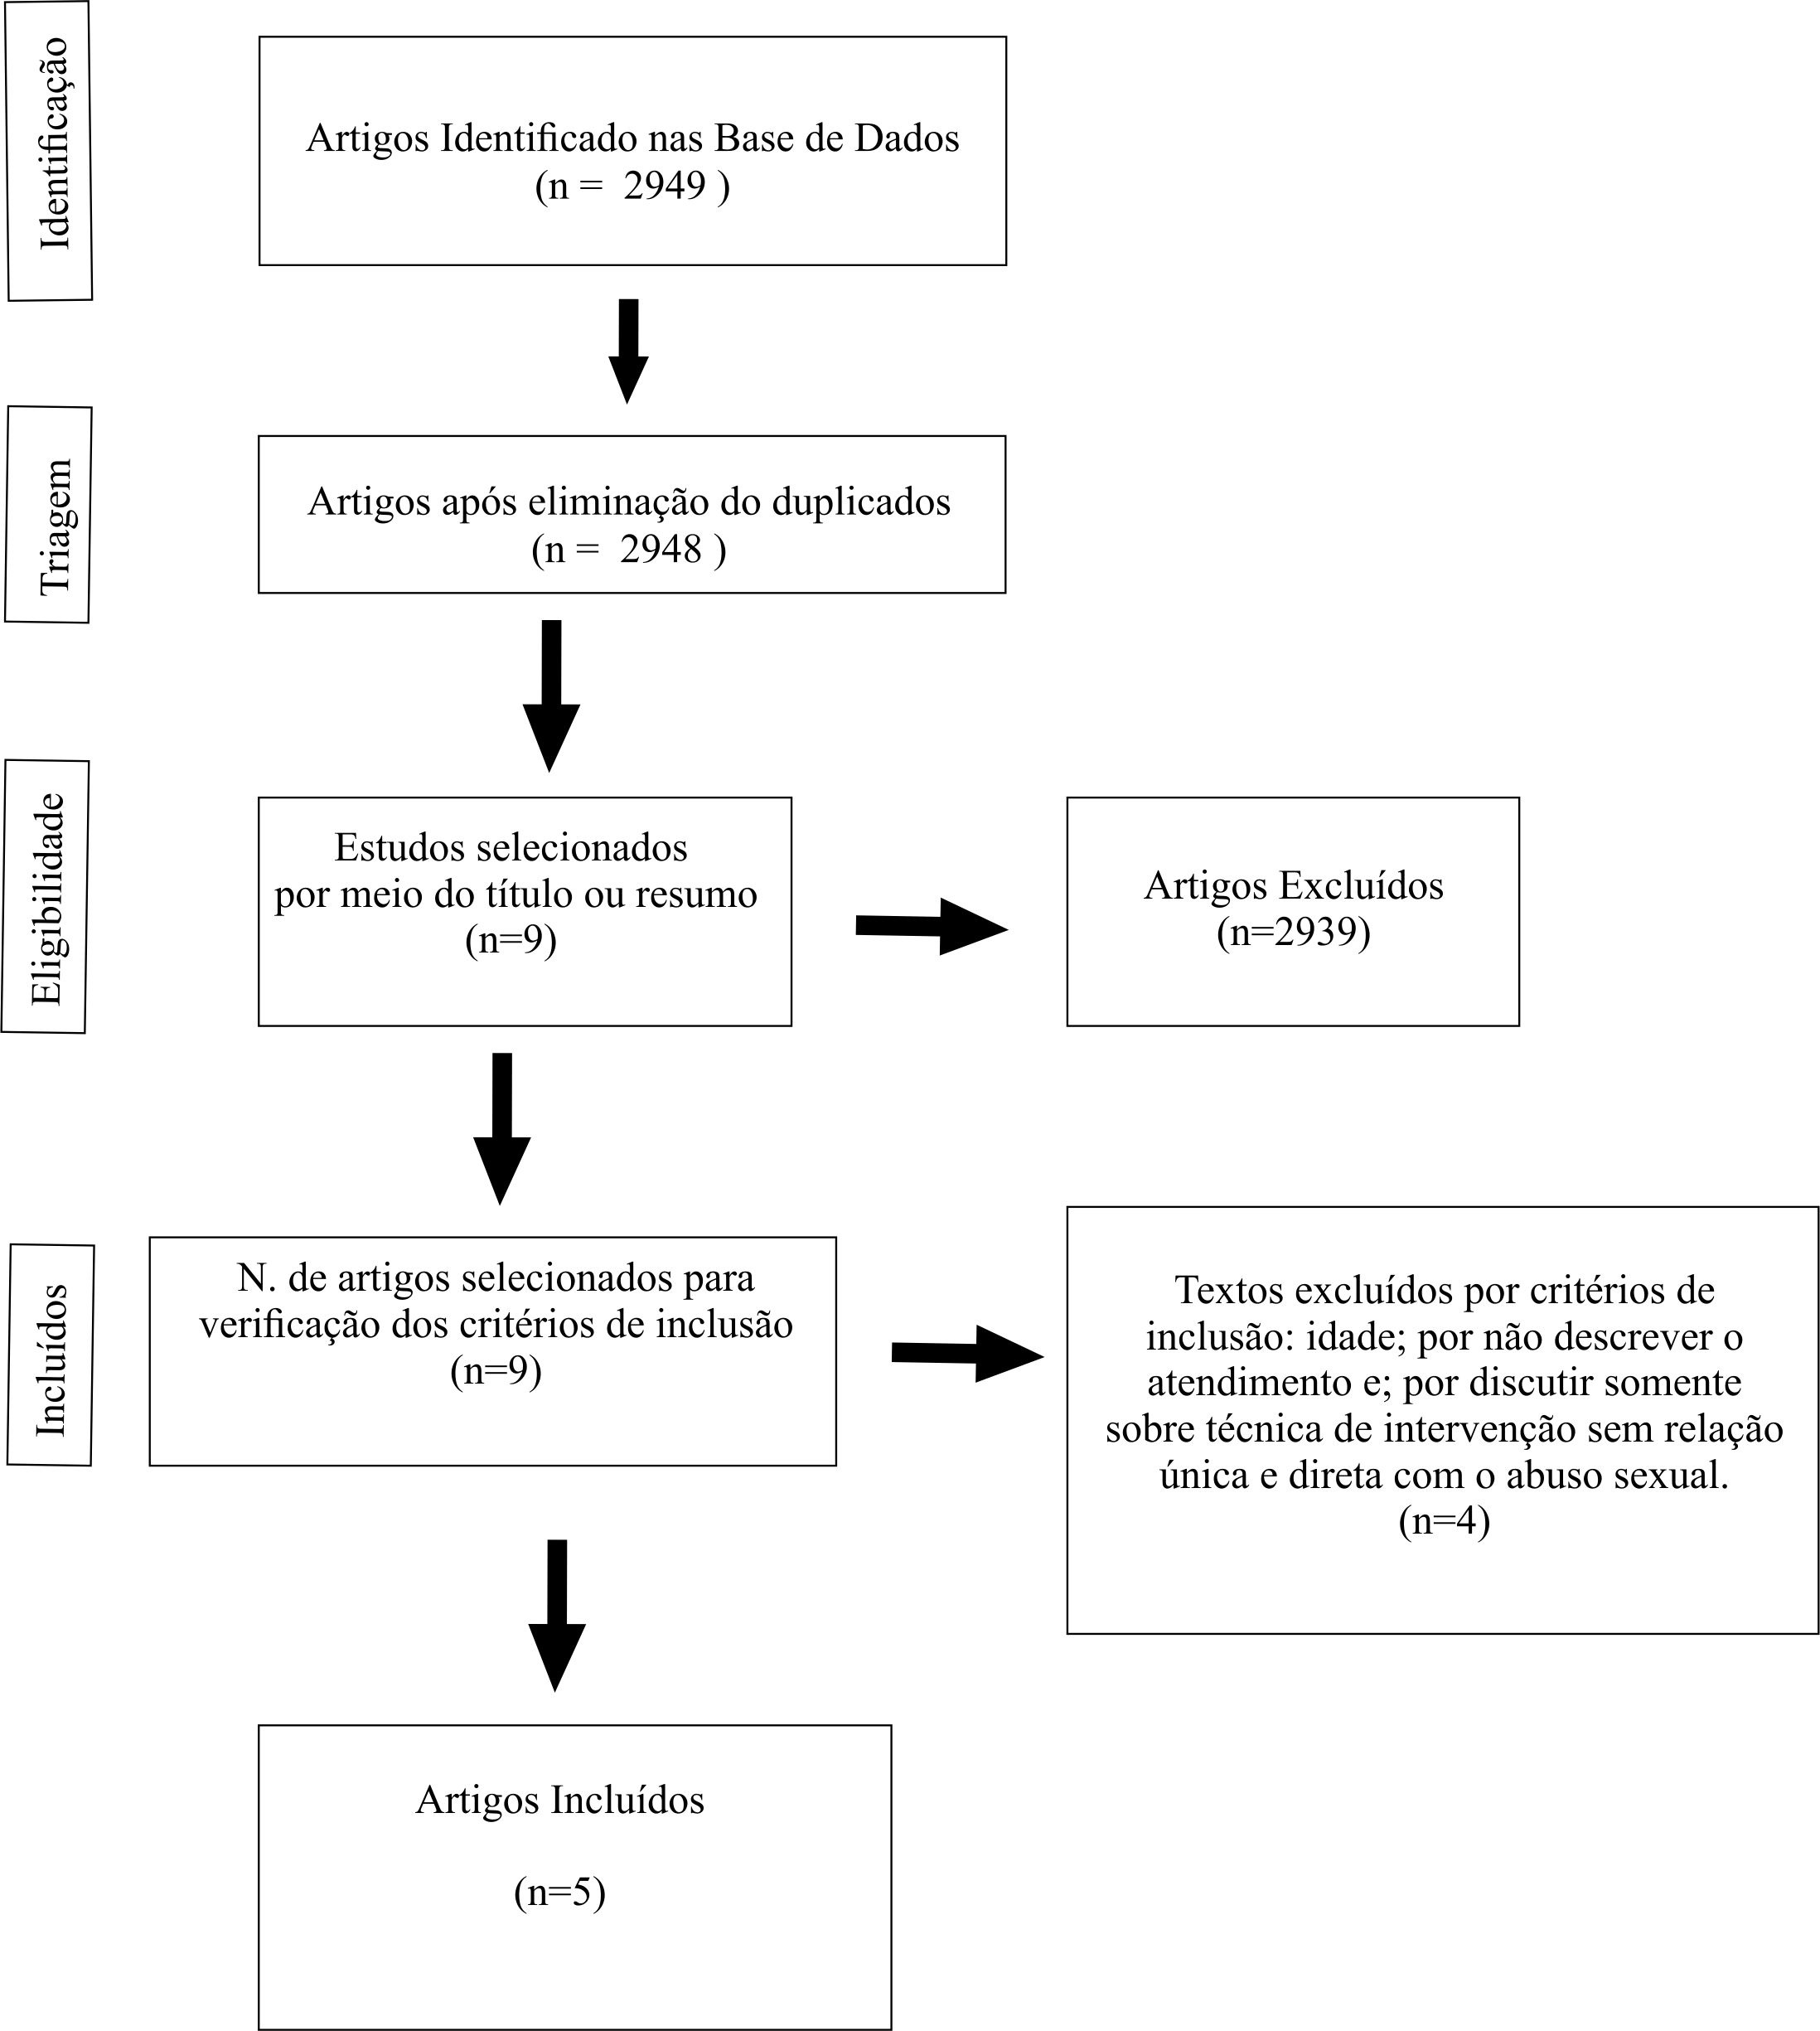 Identificação
Artigos Identificado nas Base de Dados
(n =  2949 )
Triagem
Artigos após eliminação do duplicados
(n =  2948 )
Eligibilidade
Estudos selecionados
por meio do título ou resumo
(n=9)
Artigos Excluídos
(n=2939)
Incluídos
N. de artigos selecionados para
verificação dos critérios de inclusão
(n=9)
Textos excluídos por critérios de
inclusão: idade; por não descrever o
atendimento e; por discutir somente
sobre técnica de intervenção sem relação
única e direta com o abuso sexual.
(n=4)
Artigos Incluídos
(n=5)